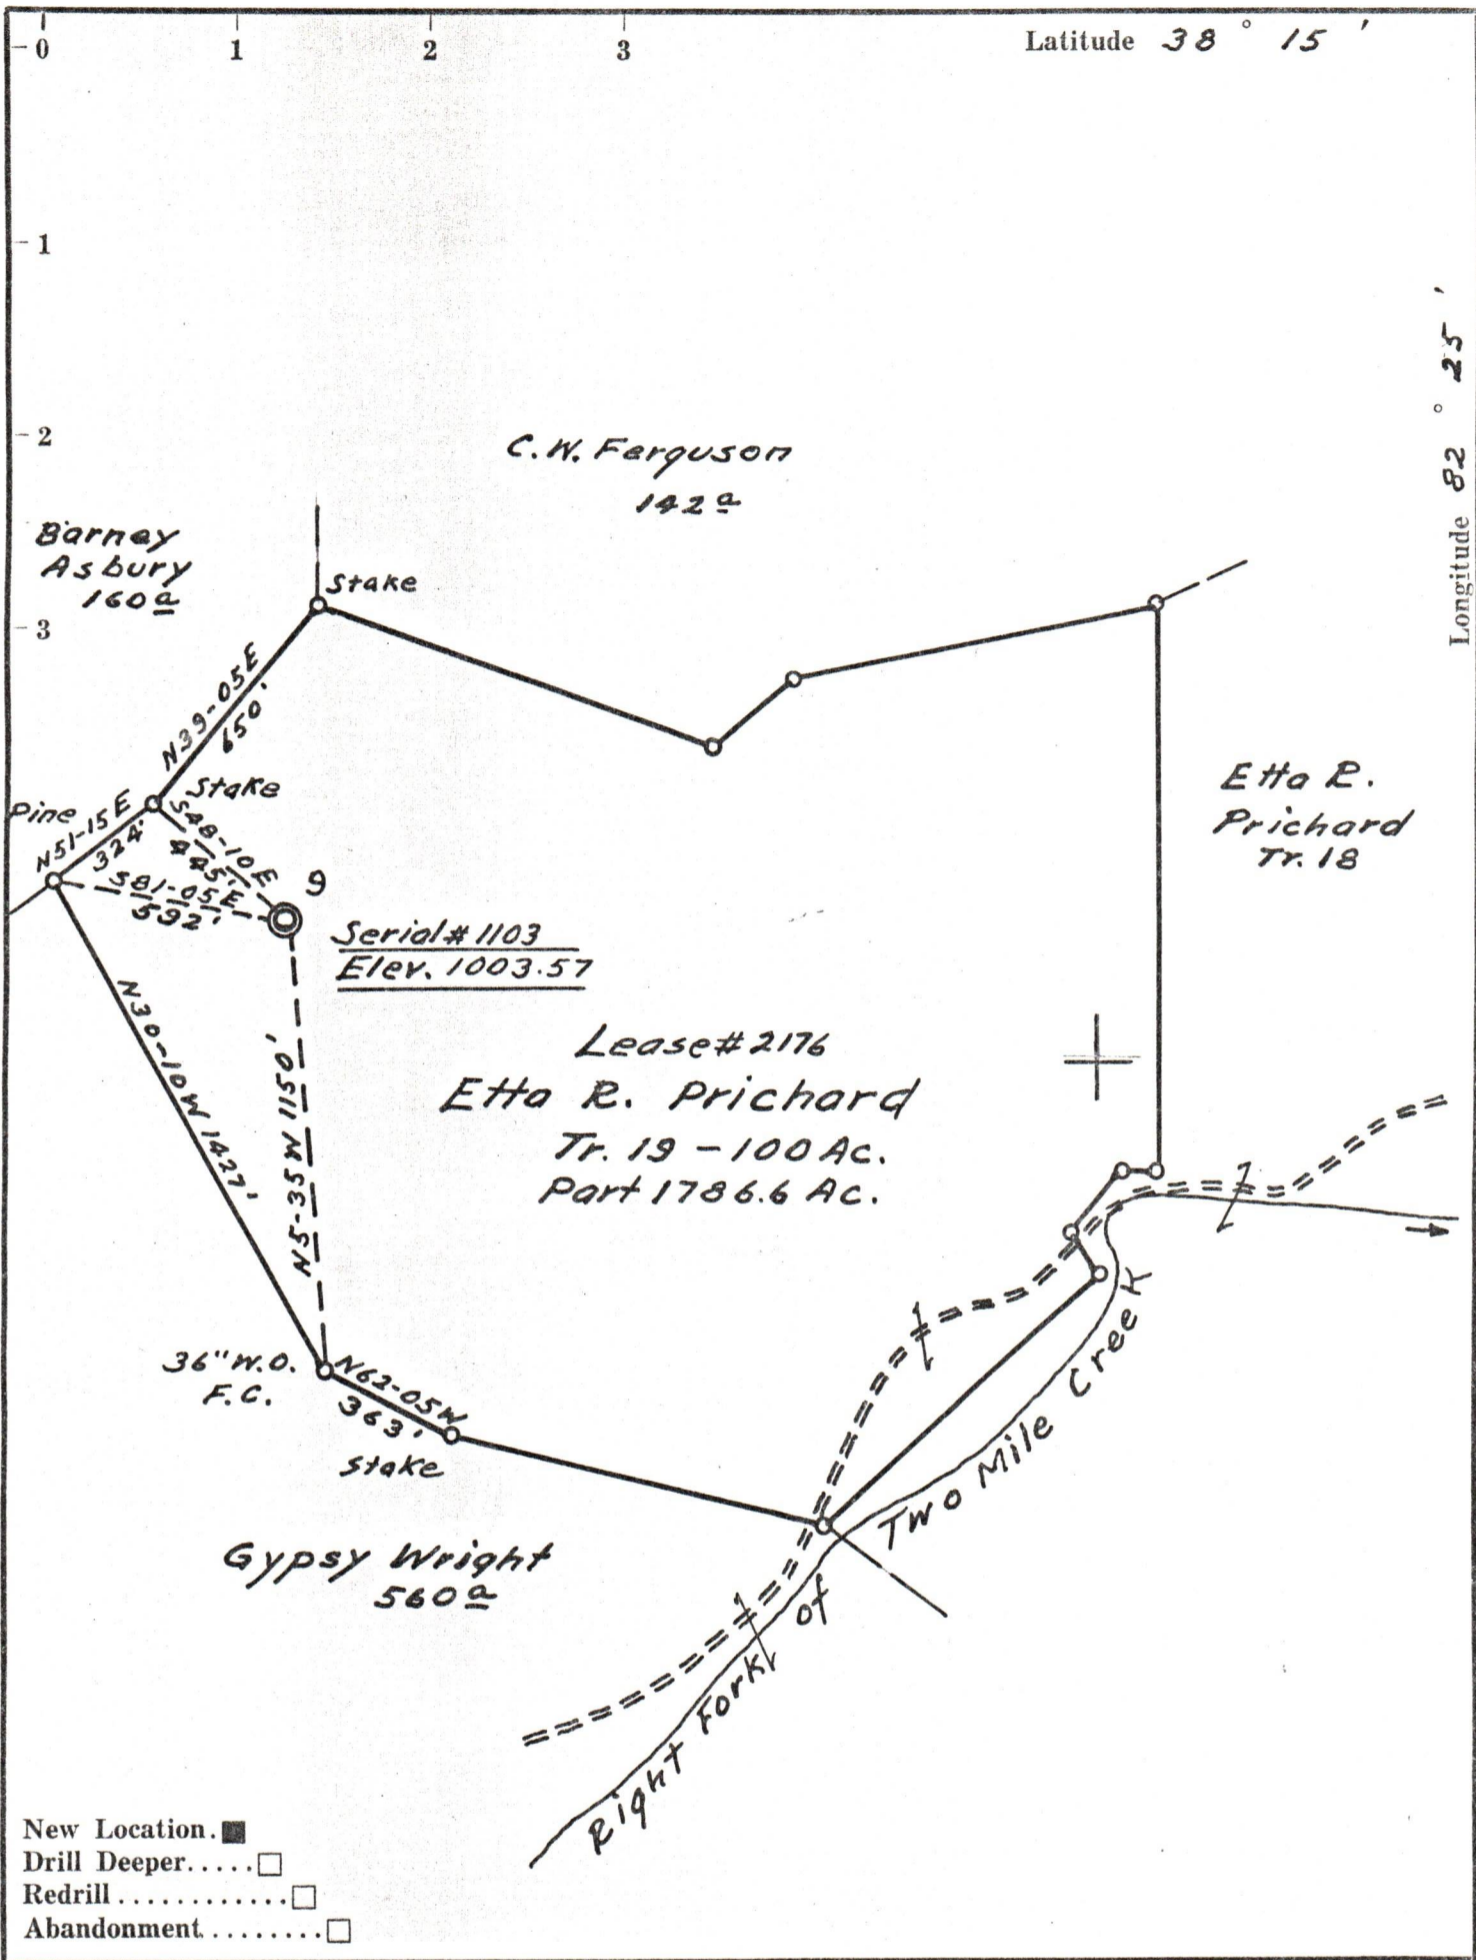 0 1 2 3 Latitude 38° 15'
1
2
3
Longitude 82° 25'
C.W. Ferguson
142 a
Barney
Asbury
160 a
Stake
N39-05E
650'
Stake
Pine
N51-15E
324'
S48-10E
445'
S81-05E
592'
9
Serial# 1103
Elev. 1003.57
Etta R.
Prichard
Tr. 18
Lease# 2176
Etta R. Prichard
Tr. 19 - 100 Ac.
Part 1786.6 Ac.
N30-10W 1427'
N5-35W 1150'
36" W.O.
F.C.
N62-05W
363'
Stake
Gypsy Wright
560 a
Right Fork of Two Mile Creek
New Location. ■
Drill Deeper..... □
Redrill ............ □
Abandonment ......... □